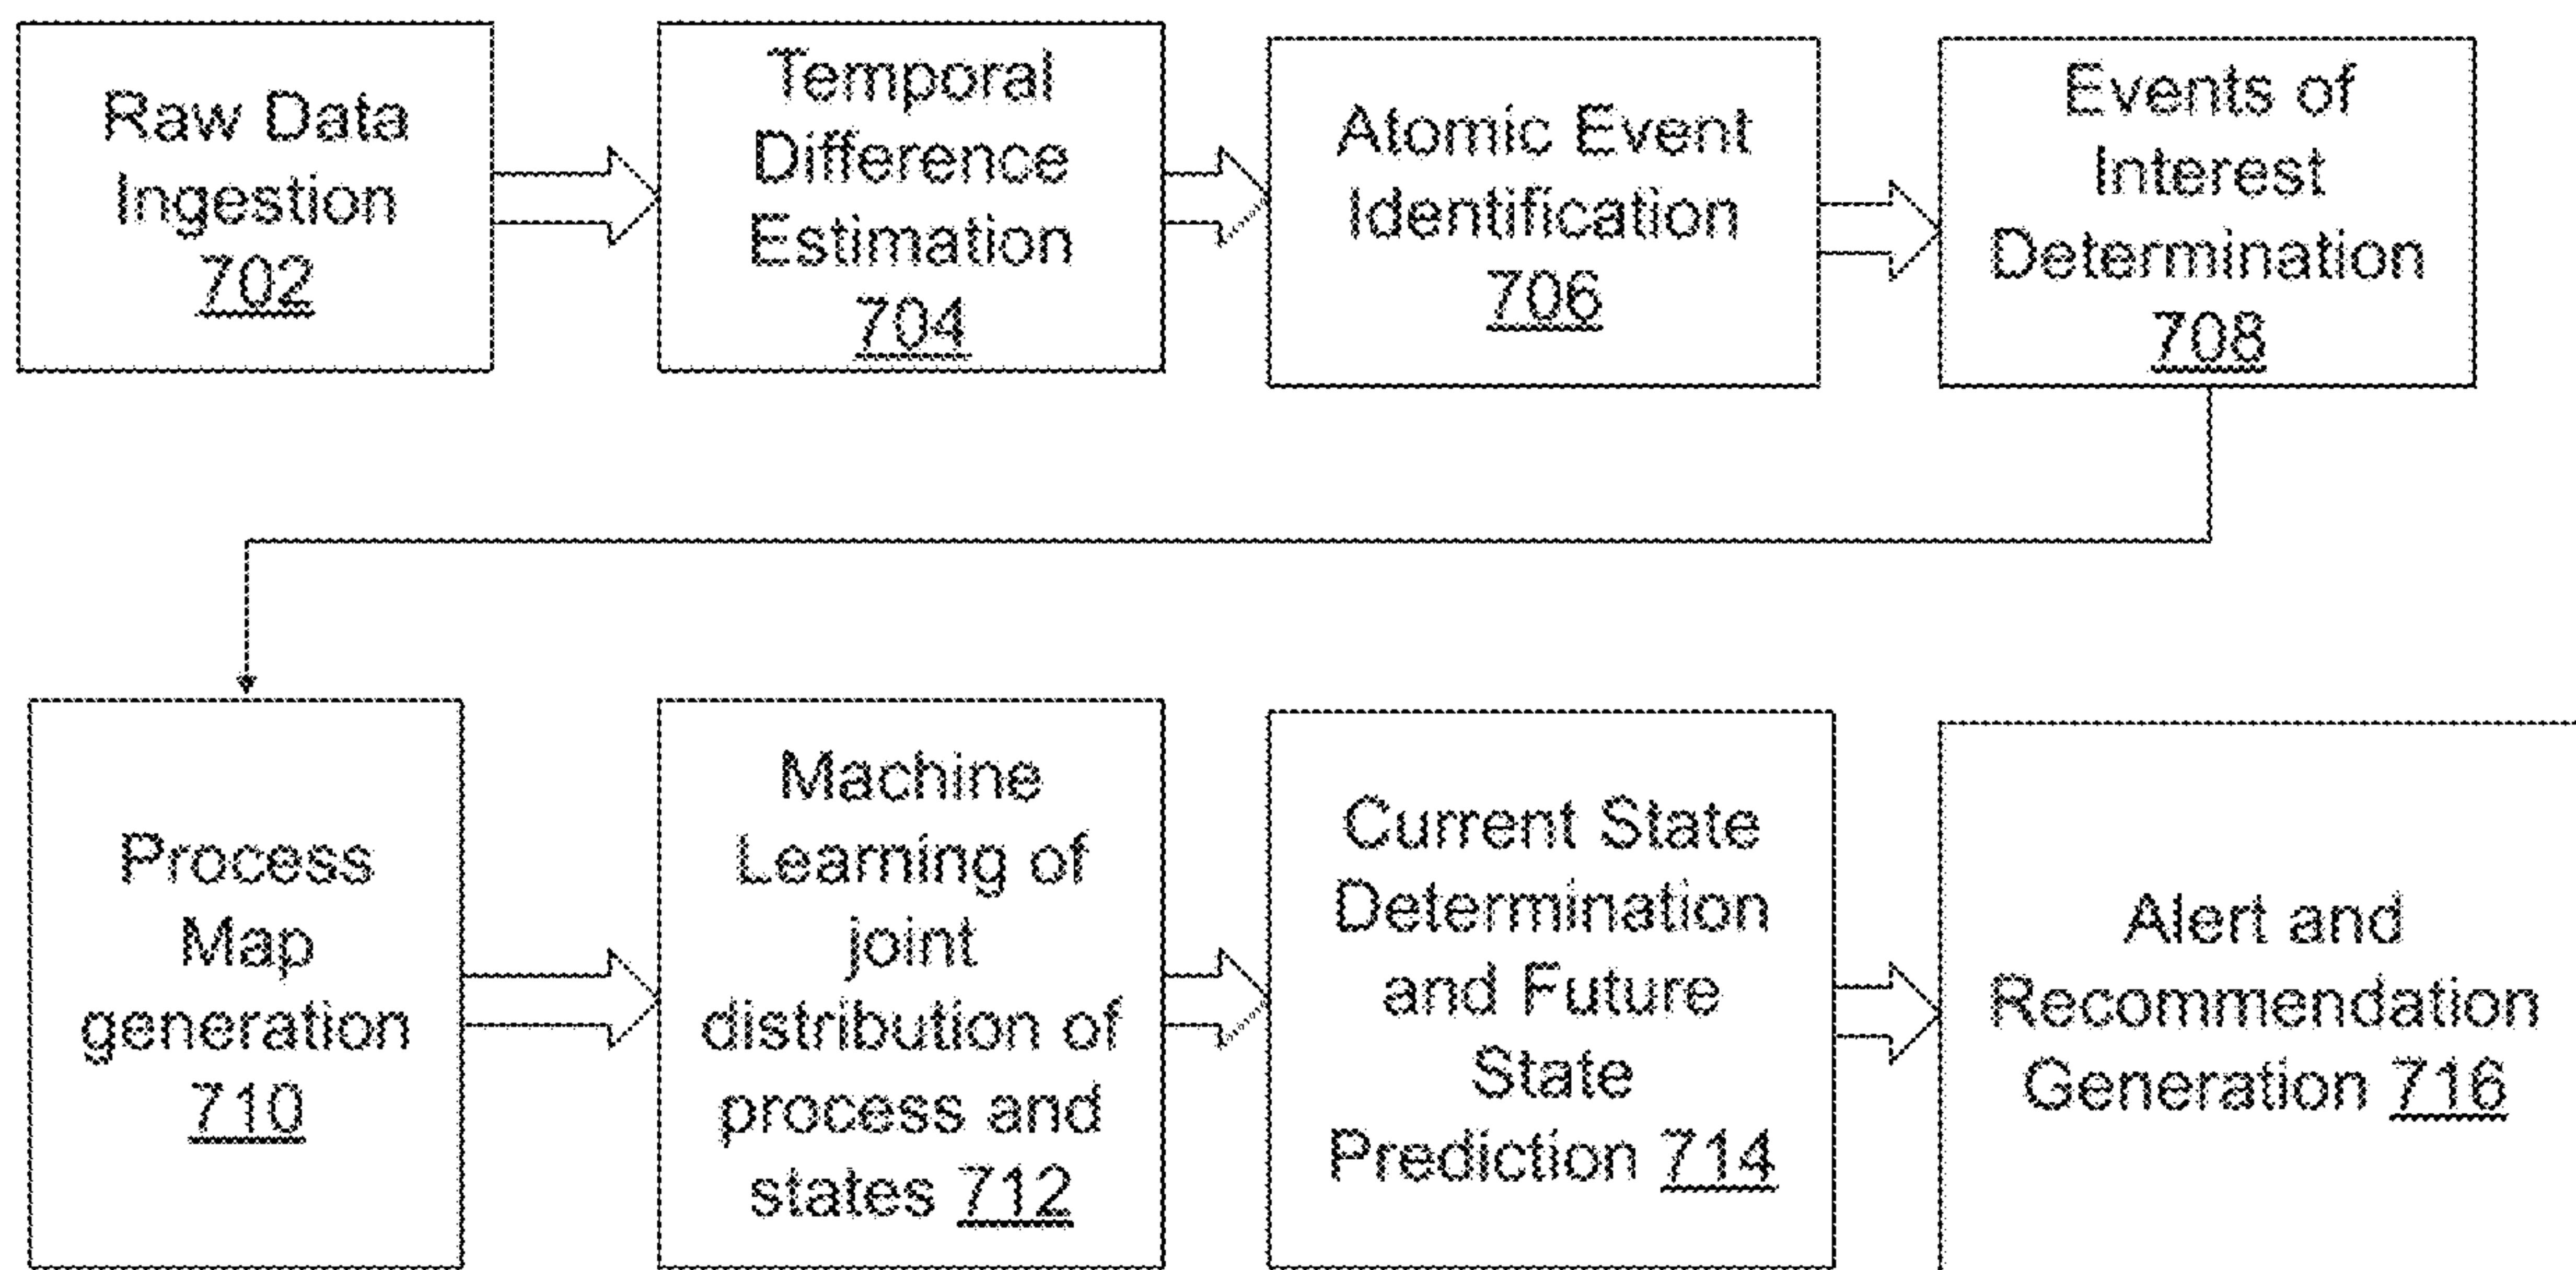 Raw Data
Ingestion
702
Temporal
Difference
Estimation
704
Atomic Event
Identification
706
Events of
Interest
Determination
708
Process
Map
generation
710
Machine
Learning of
joint
distribution of
process and
states 712
Current State
Determination
and Future
State
Prediction 714
Alert and
Recommendation
Generation 716